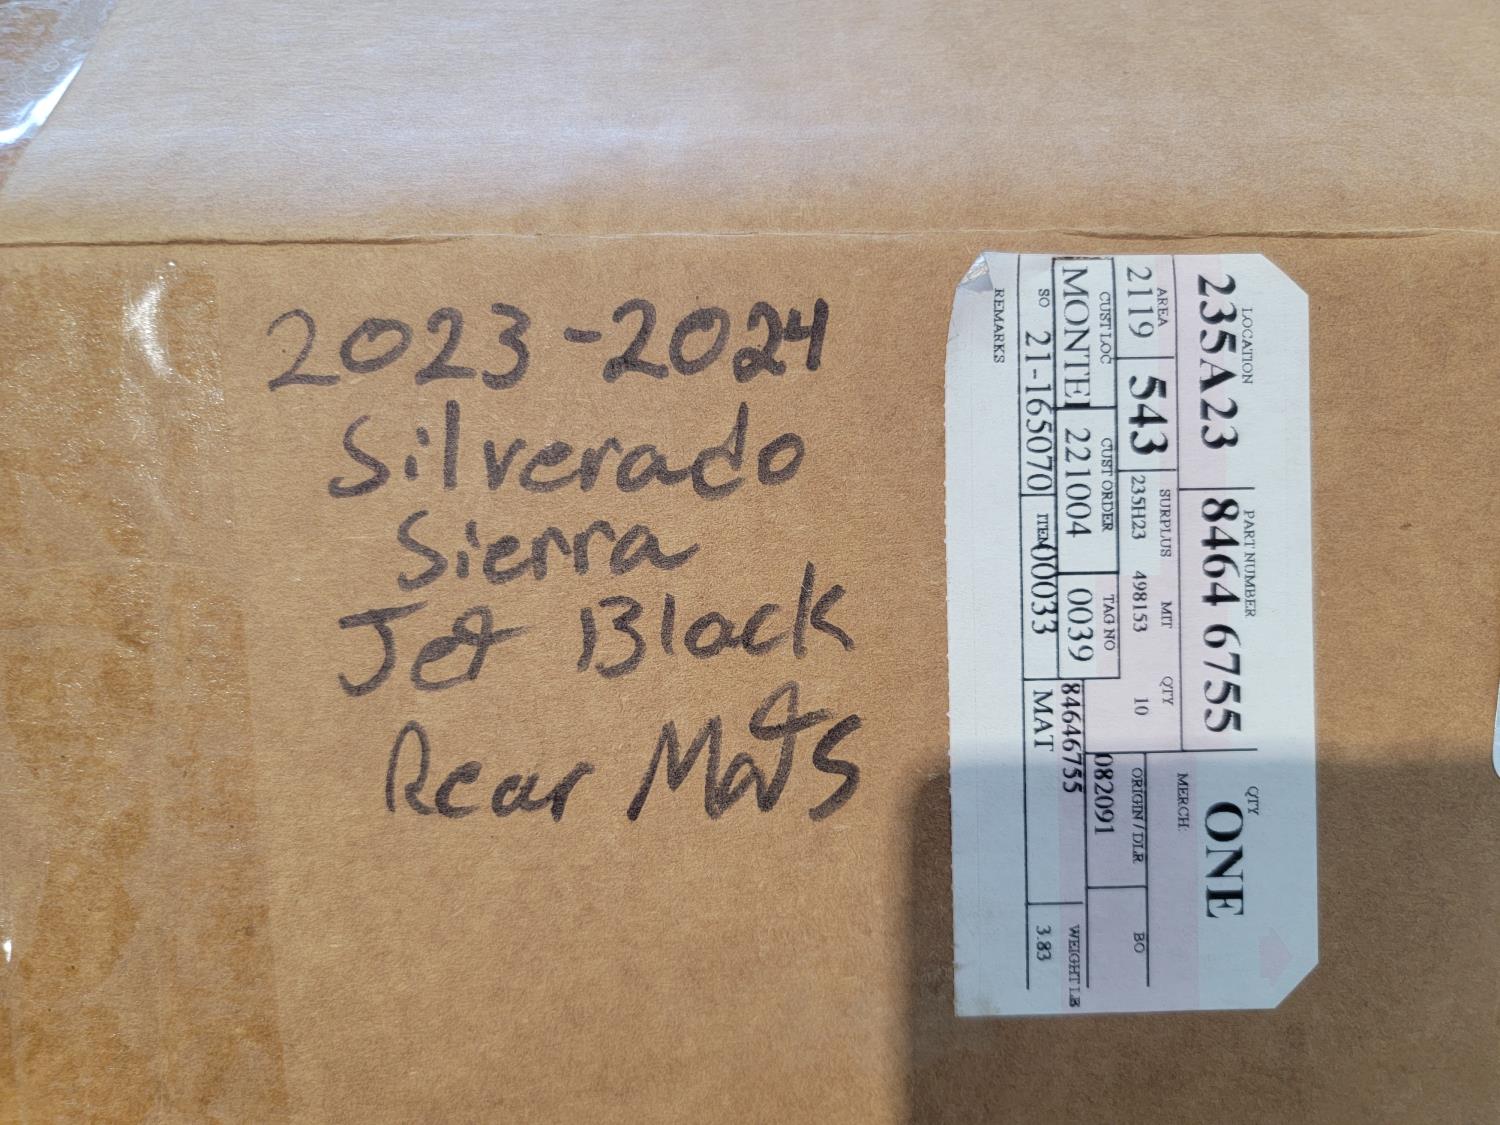 2023-2024
Silverado
Sierra
Jet Black
Rear Mats
LOCATION PART NUMBER QTY
235A23 8464 6755 ONE
AREA SURPLUS MIT QTY MERCH:
2119 543 235H23 498153 10 ORIGIN / DLR BO
CUST LOC CUST ORDER TAG NO 082091
MONTEI 221004 0039 84646755 WEIGHT LB
SO 21-165070 ITEM 00033 MAT 3.83
REMARKS